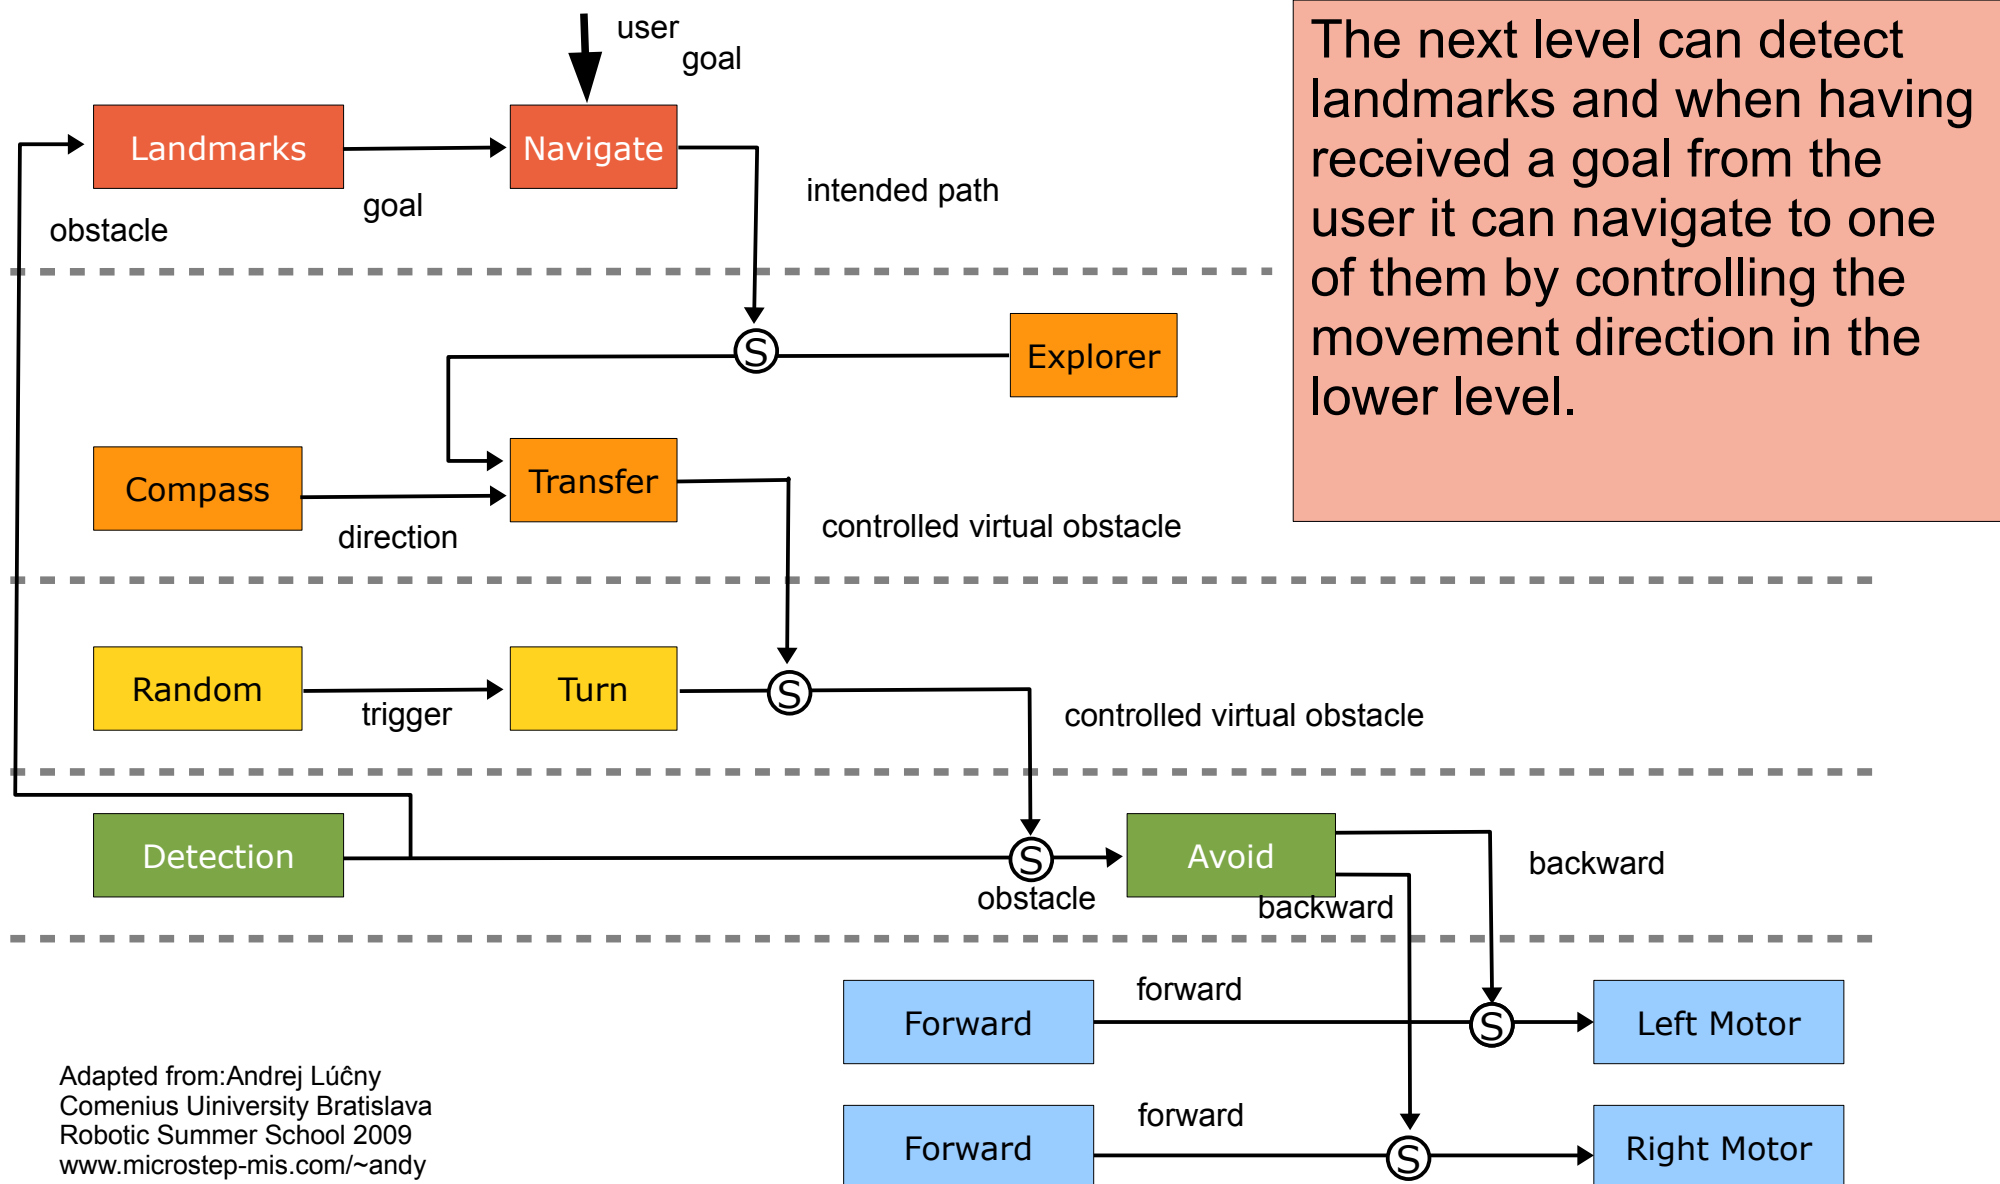 user
goal
The next level can detect
landmarks and when having
received a goal from the
user it can navigate to one
of them by controlling the
movement direction in the
lower level.
Landmarks
Navigate
goal
intended path
obstacle
S
Explorer
Compass
Transfer
direction
controlled virtual obstacle
Random
Turn
S
trigger
controlled virtual obstacle
Detection
S
Avoid
backward
obstacle
backward
Forward
forward
S
Left Motor
Adapted from:Andrej Lúĉny
Comenius Uiniversity Bratislava
Robotic Summer School 2009
www.microstep-mis.com/~andy
Forward
forward
S
Right Motor